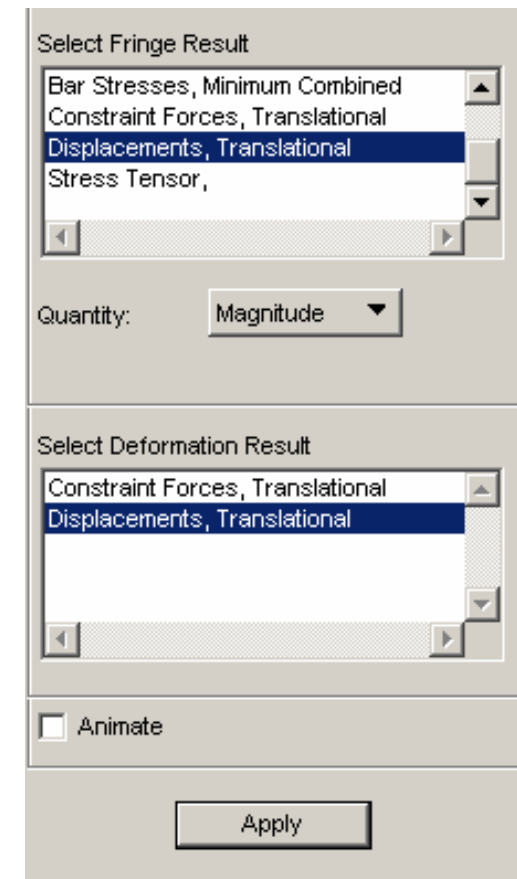 Select Fringe Result
Bar Stresses, Minimum Combined
Constraint Forces, Translational
Displacements, Translational
Stress Tensor,
Quantity: Magnitude
Select Deformation Result
Constraint Forces, Translational
Displacements, Translational
Animate
Apply